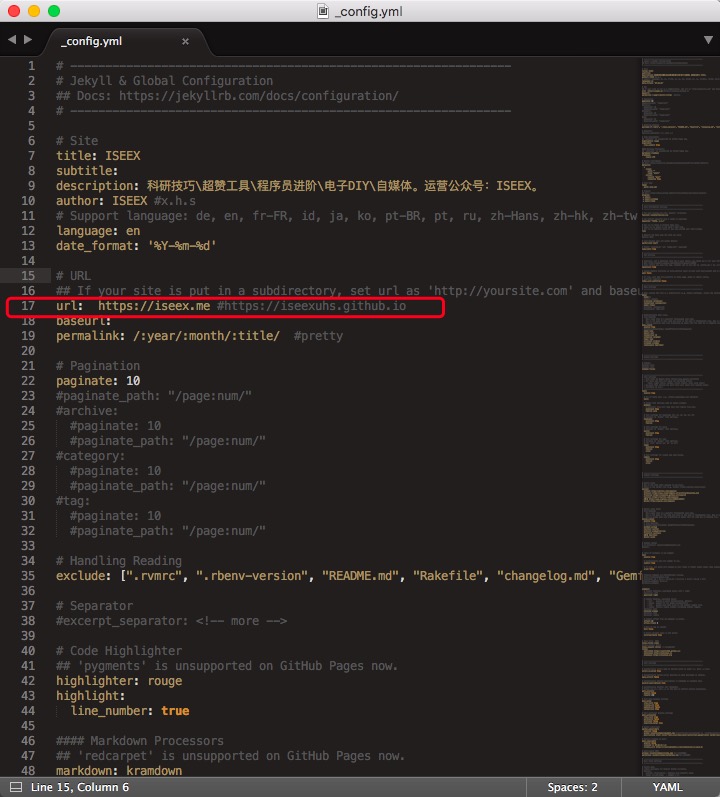 _config.yml
_config.yml ×
1 # ---------------------------------------------------------------
2 # Jekyll & Global Configuration
3 ## Docs: https://jekyllrb.com/docs/configuration/
4 # ---------------------------------------------------------------
5
6 # Site
7 title: ISEEX
8 subtitle:
9 description: 科研技巧\超赞工具\程序员进阶\电子DIY\自媒体。运营公众号：ISEEX。
10 author: ISEEX #x.h.s
11 # Support language: de, en, fr-FR, id, ja, ko, pt-BR, pt, ru, zh-Hans, zh-hk, zh-tw
12 language: en
13 date_format: '%Y-%m-%d'
14
15 # URL
16 ## If your site is put in a subdirectory, set url as 'http://yoursite.com' and baseu
17 url:  https://iseex.me #https://iseexuhs.github.io
18 baseurl:
19 permalink: /:year/:month/:title/  #pretty
20
21 # Pagination
22 paginate: 10
23 #paginate_path: "/page:num/"
24 #archive:
25   #paginate: 10
26   #paginate_path: "/page:num/"
27 #category:
28   #paginate: 10
29   #paginate_path: "/page:num/"
30 #tag:
31   #paginate: 10
32   #paginate_path: "/page:num/"
33
34 # Handling Reading
35 exclude: [".rvmrc", ".rbenv-version", "README.md", "Rakefile", "changelog.md", "Gemf
36
37 # Separator
38 #excerpt_separator: <!-- more -->
39
40 # Code Highlighter
41 ## 'pygments' is unsupported on GitHub Pages now.
42 highlighter: rouge
43 highlight:
44   line_number: true
45
46 #### Markdown Processors
47 ## 'redcarpet' is unsupported on GitHub Pages now.
48 markdown: kramdown
Line 15, Column 6 Spaces: 2 YAML